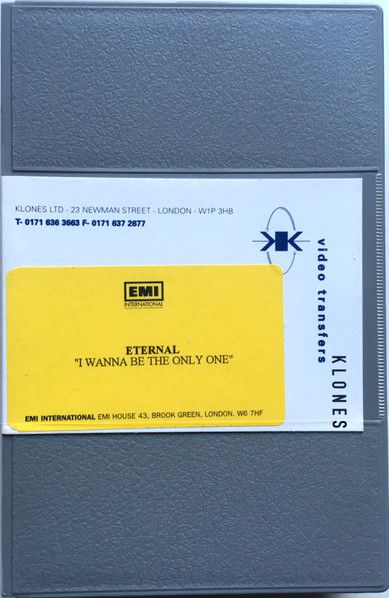 KLONES LTD - 23 NEWMAN STREET - LONDON - W1P 3HB
T- 0171 636 3663 F- 0171 637 2677
video transfers
KLONES
EMI
INTERNATIONAL
ETERNAL
"I WANNA BE THE ONLY ONE"
EMI INTERNATIONAL EMI HOUSE 43, BROOK GREEN, LONDON. W6 7HF